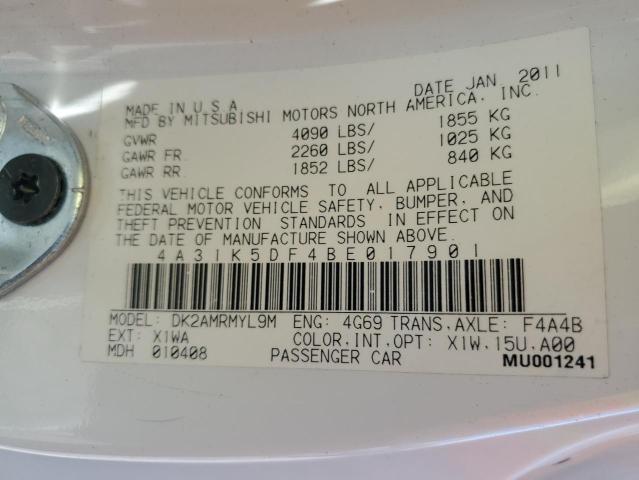 MADE IN U.S.A. DATE JAN 2011
MFD BY MITSUBISHI MOTORS NORTH AMERICA, INC.
GVWR 4090 LBS/ 1855 KG
GAWR FR. 2260 LBS/ 1025 KG
GAWR RR. 1852 LBS/ 840 KG
THIS VEHICLE CONFORMS TO ALL APPLICABLE
FEDERAL MOTOR VEHICLE SAFETY, BUMPER, AND
THEFT PREVENTION STANDARDS IN EFFECT ON
THE DATE OF MANUFACTURE SHOWN ABOVE.
4A31K5DF4BE017901
MODEL: DK2AMRMYL9M ENG: 4G69 TRANS.AXLE: F4A4B
EXT: X1WA COLOR.INT.OPT: X1W.15U.A00
MDH 010408 PASSENGER CAR MU001241